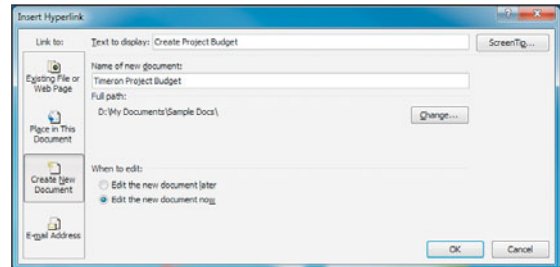 Insert Hyperlink
Link to:
Text to display: Create Project Budget
ScreenTip...
Existing File or
Web Page
Place in This
Document
Create New
Document
E-mail Address
Name of new document:
Timeron Project Budget
Full path:
D:\My Documents\Sample Docs\
Change...
When to edit:
Edit the new document later
Edit the new document now
OK
Cancel